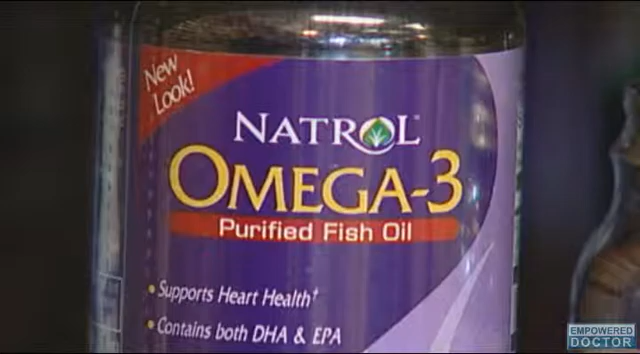 New
Look!
NATROL
OMEGA-3
Purified Fish Oil
• Supports Heart Health†
• Contains both DHA & EPA
EMPOWERED
DOCTOR